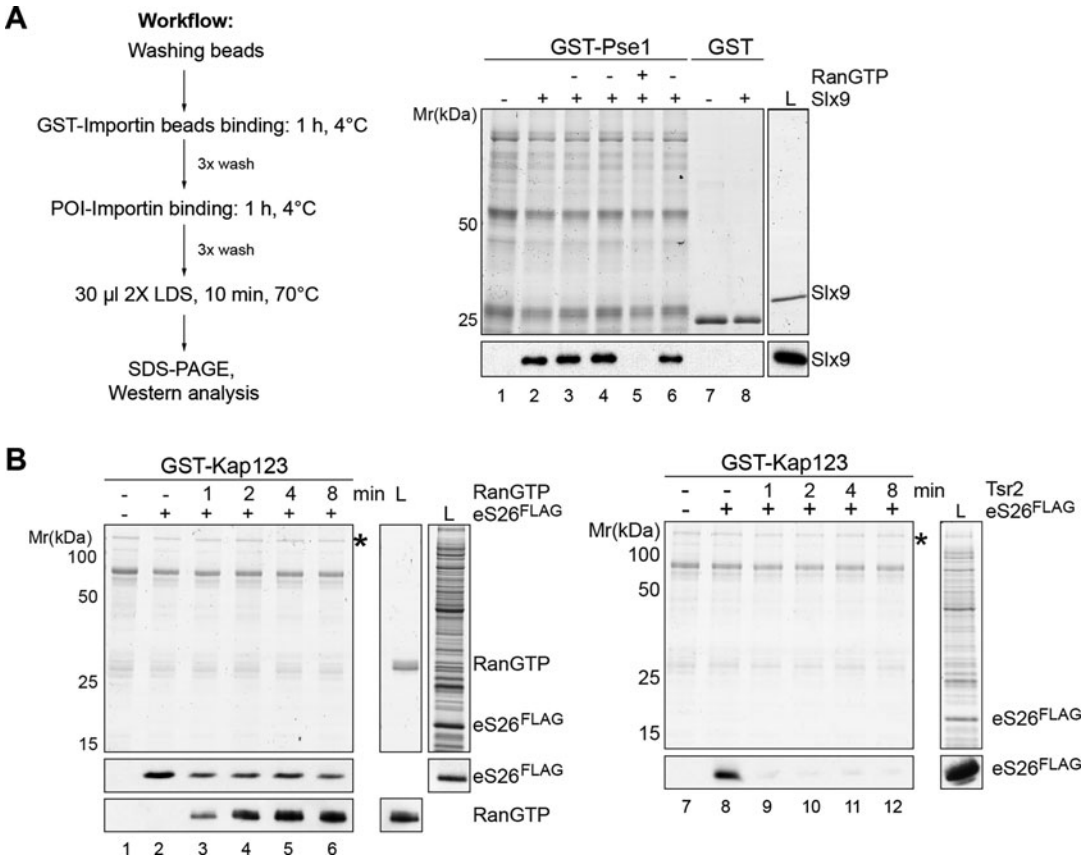 A
Workflow:
Washing beads
GST-Importin beads binding: 1 h, 4°C
3x wash
POI-Importin binding: 1 h, 4°C
3x wash
30 µl 2X LDS, 10 min, 70°C
SDS-PAGE,
Western analysis
GST-Pse1 GST
- - + - RanGTP
- + + + + + - + L Slx9
Mr(kDa)
50
25
Slx9
Slx9
1 2 3 4 5 6 7 8
B
GST-Kap123
- - 1 2 4 8 min L RanGTP
- + + + + + L eS26FLAG
Mr(kDa)
*
100
50
25
15
RanGTP
eS26FLAG
eS26FLAG
RanGTP
1 2 3 4 5 6
GST-Kap123
- - 1 2 4 8 min Tsr2
- + + + + + L eS26FLAG
Mr(kDa)
*
100
50
25
15
eS26FLAG
eS26FLAG
7 8 9 10 11 12